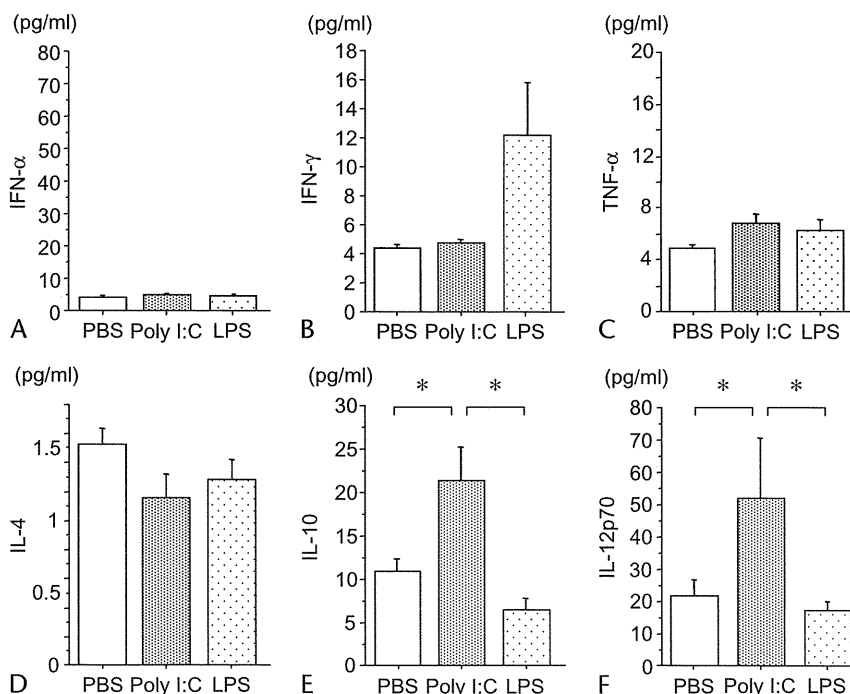 (pg/ml)
80
70
60
50
40
30
20
10
0
IFN-α
A
PBS Poly I:C LPS
(pg/ml)
18
16
14
12
10
8
6
4
2
0
IFN-γ
B
PBS Poly I:C LPS
(pg/ml)
20
16
12
8
6
0
TNF-α
C
PBS Poly I:C LPS
(pg/ml)
1.5
1
0.5
0
IL-4
D
PBS Poly I:C LPS
(pg/ml)
* *
30
25
20
15
10
5
0
IL-10
E
PBS Poly I:C LPS
(pg/ml)
* *
80
70
60
50
40
30
20
10
0
IL-12p70
F
PBS Poly I:C LPS